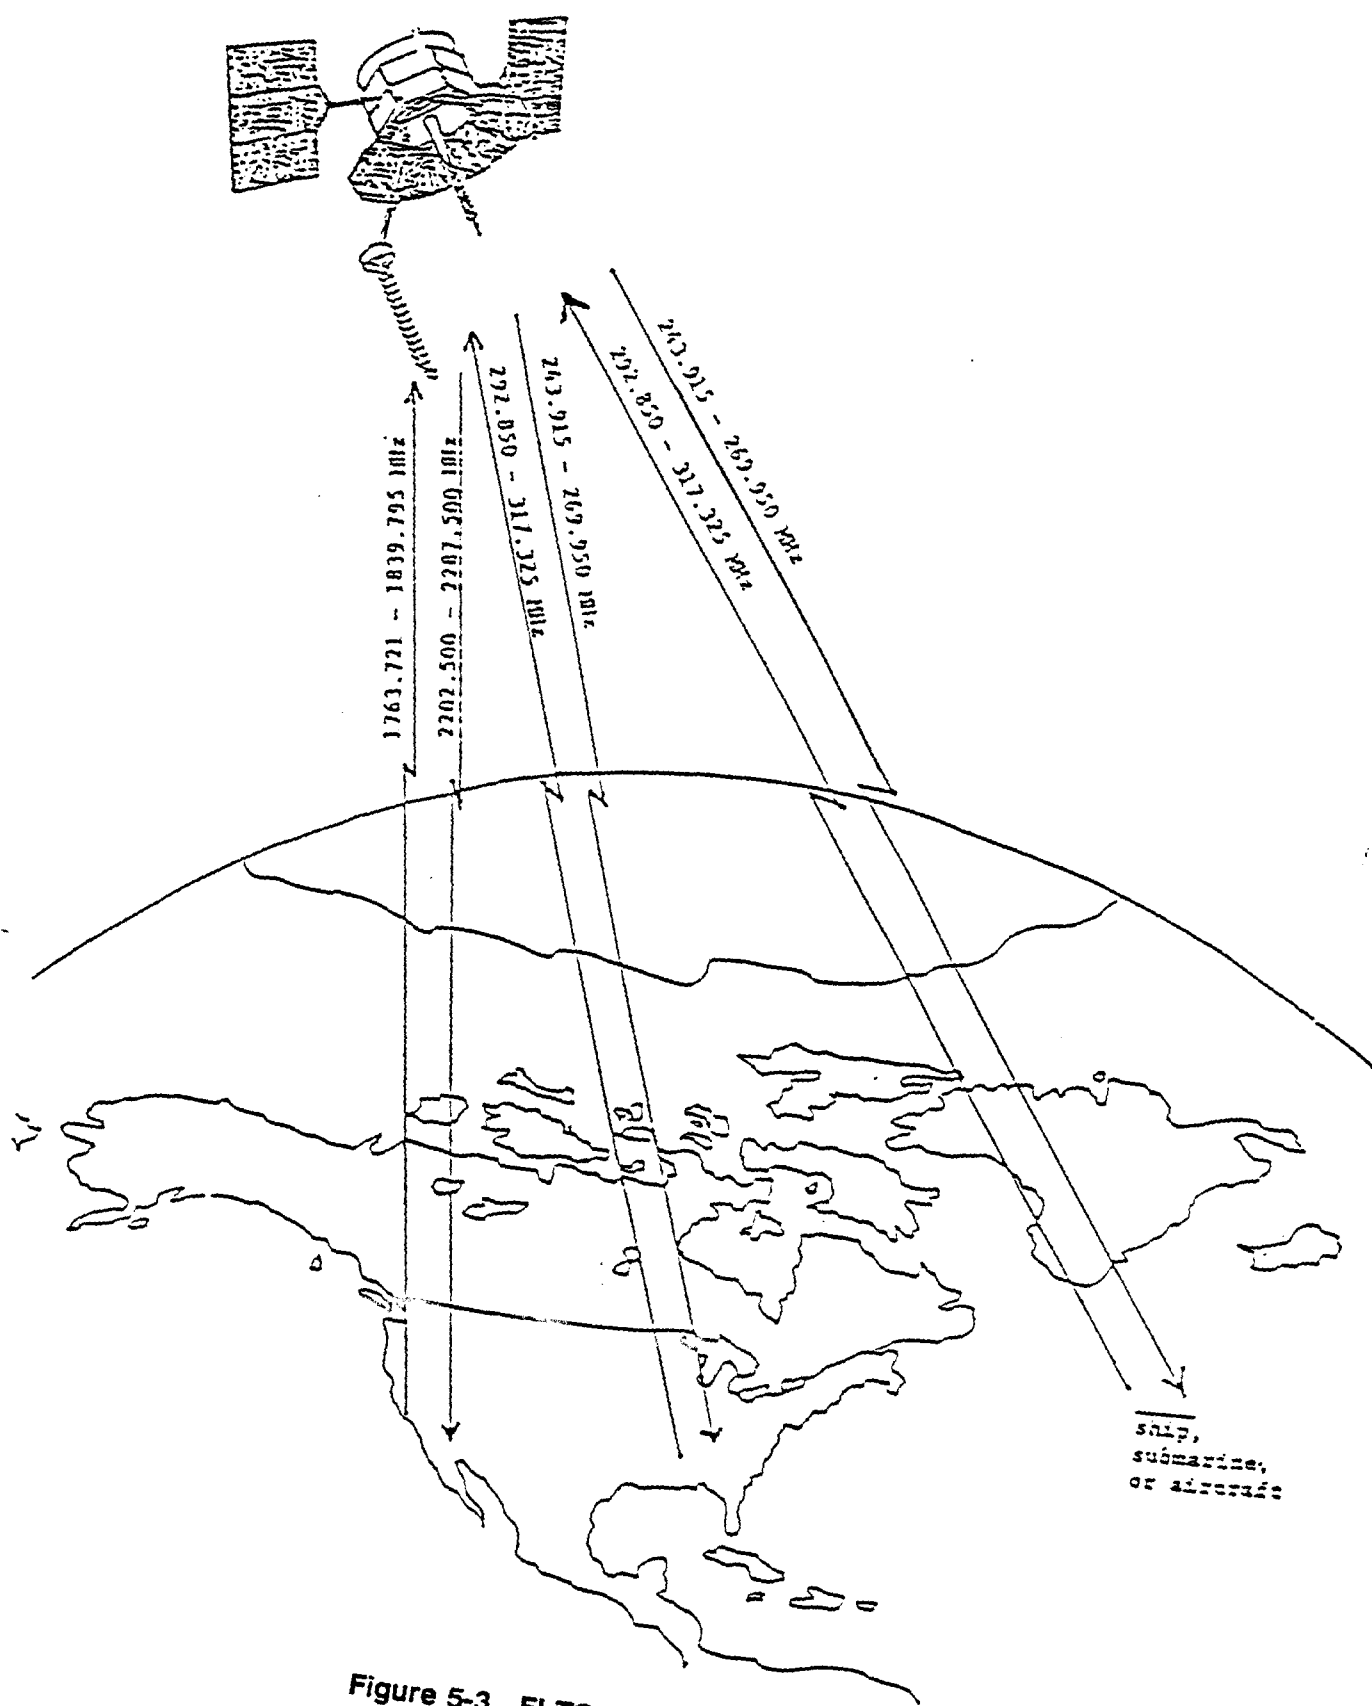 1763.721 - 1839.795 MHz
2202.500 - 2207.500 MHz
292.850 - 317.325 MHz
243.915 - 269.950 MHz
292.850 - 317.325 MHz
243.915 - 269.950 MHz
ship,
submarine,
or aircraft
Figure 5-3